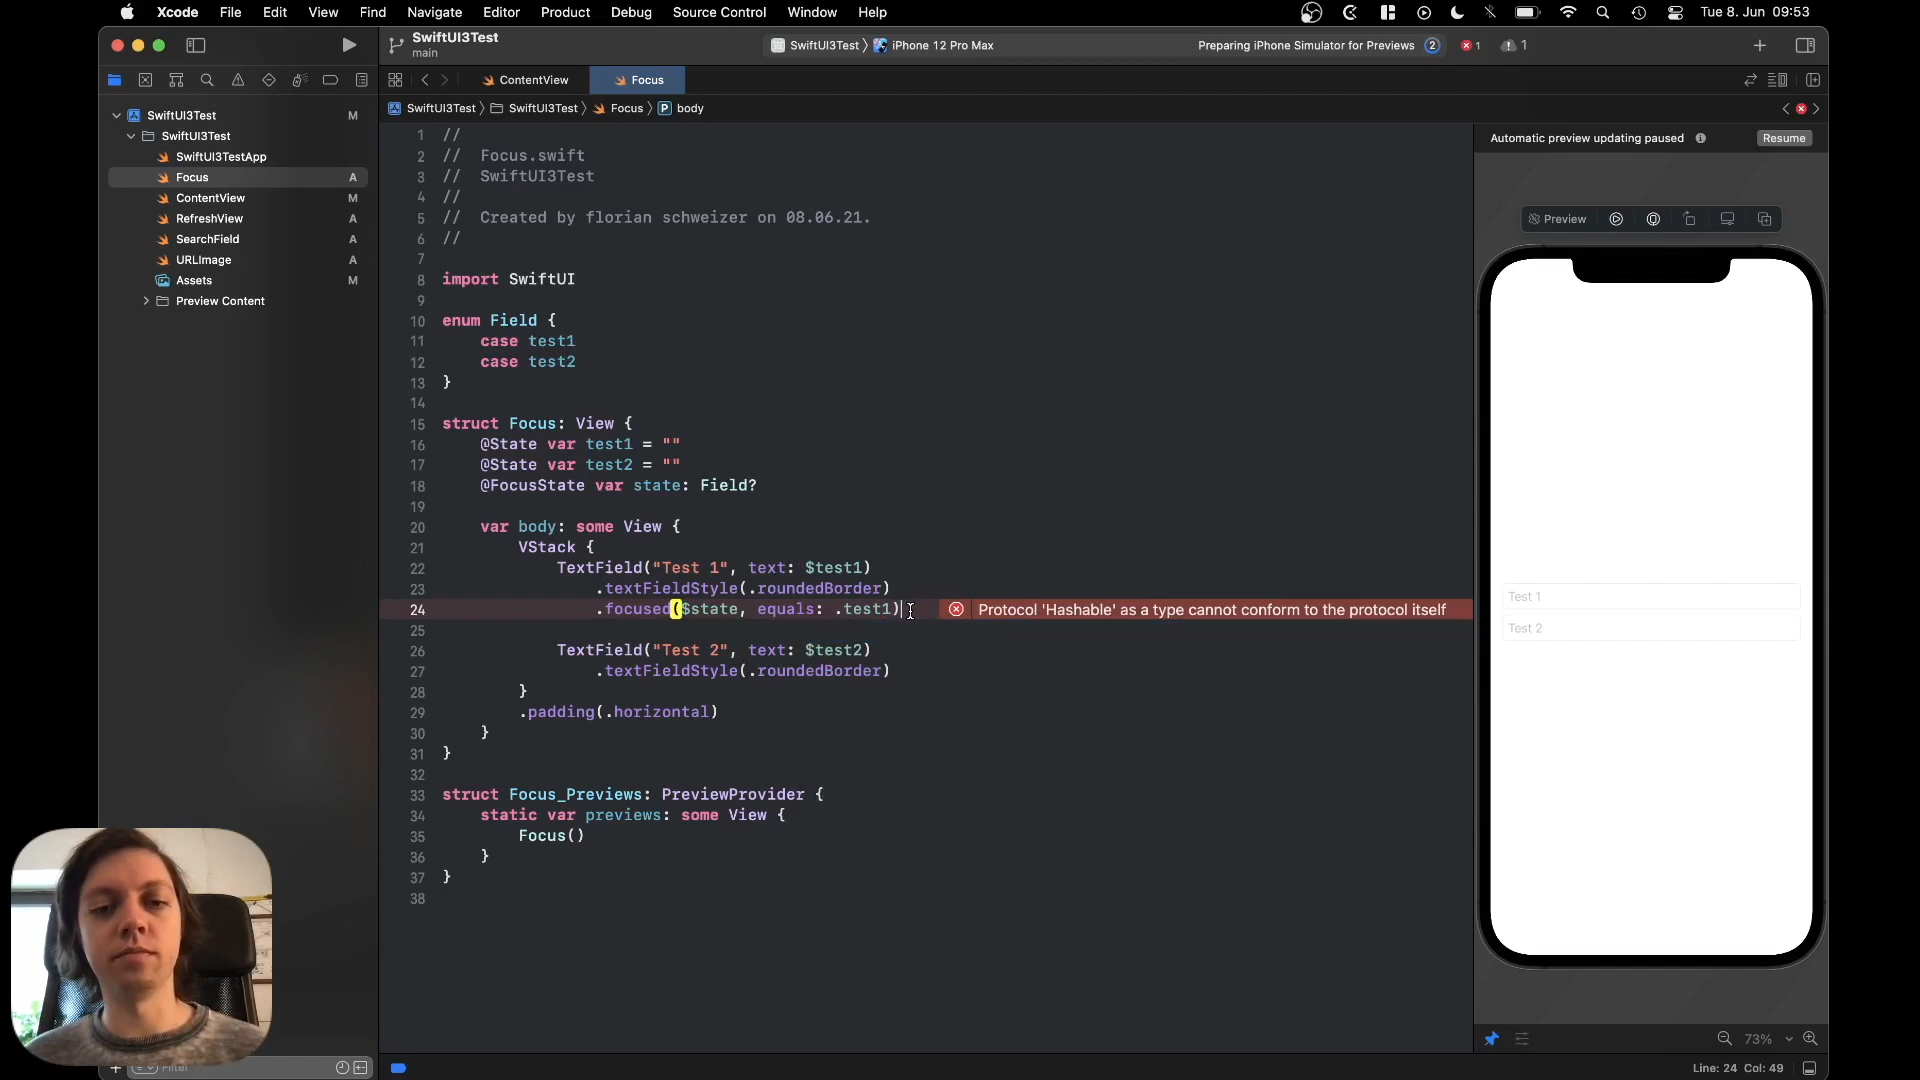 Xcode File Edit View Find Navigate Editor Product Debug Source Control Window Help Tue 8. Jun 09:53
SwiftUI3Test
main
SwiftUI3Test iPhone 12 Pro Max Preparing iPhone Simulator for Previews 2 1 1
ContentView Focus
SwiftUI3Test SwiftUI3Test Focus P body
SwiftUI3Test M
SwiftUI3Test
SwiftUI3TestApp
Focus A
ContentView M
RefreshView A
SearchField A
URLImage A
Assets M
Preview Content
1 //
2 // Focus.swift
3 // SwiftUI3Test
4 //
5 // Created by florian schweizer on 08.06.21.
6 //
7
8 import SwiftUI
9
10 enum Field {
11 case test1
12 case test2
13 }
14
15 struct Focus: View {
16 @State var test1 = ""
17 @State var test2 = ""
18 @FocusState var state: Field?
19
20 var body: some View {
21 VStack {
22 TextField("Test 1", text: $test1)
23 .textFieldStyle(.roundedBorder)
24 .focused($state, equals: .test1) Protocol 'Hashable' as a type cannot conform to the protocol itself
25
26 TextField("Test 2", text: $test2)
27 .textFieldStyle(.roundedBorder)
28 }
29 .padding(.horizontal)
30 }
31 }
32
33 struct Focus_Previews: PreviewProvider {
34 static var previews: some View {
35 Focus()
36 }
37 }
38
Automatic preview updating paused Resume
Preview
Test 1
Test 2
73%
Filter
Line: 24 Col: 49